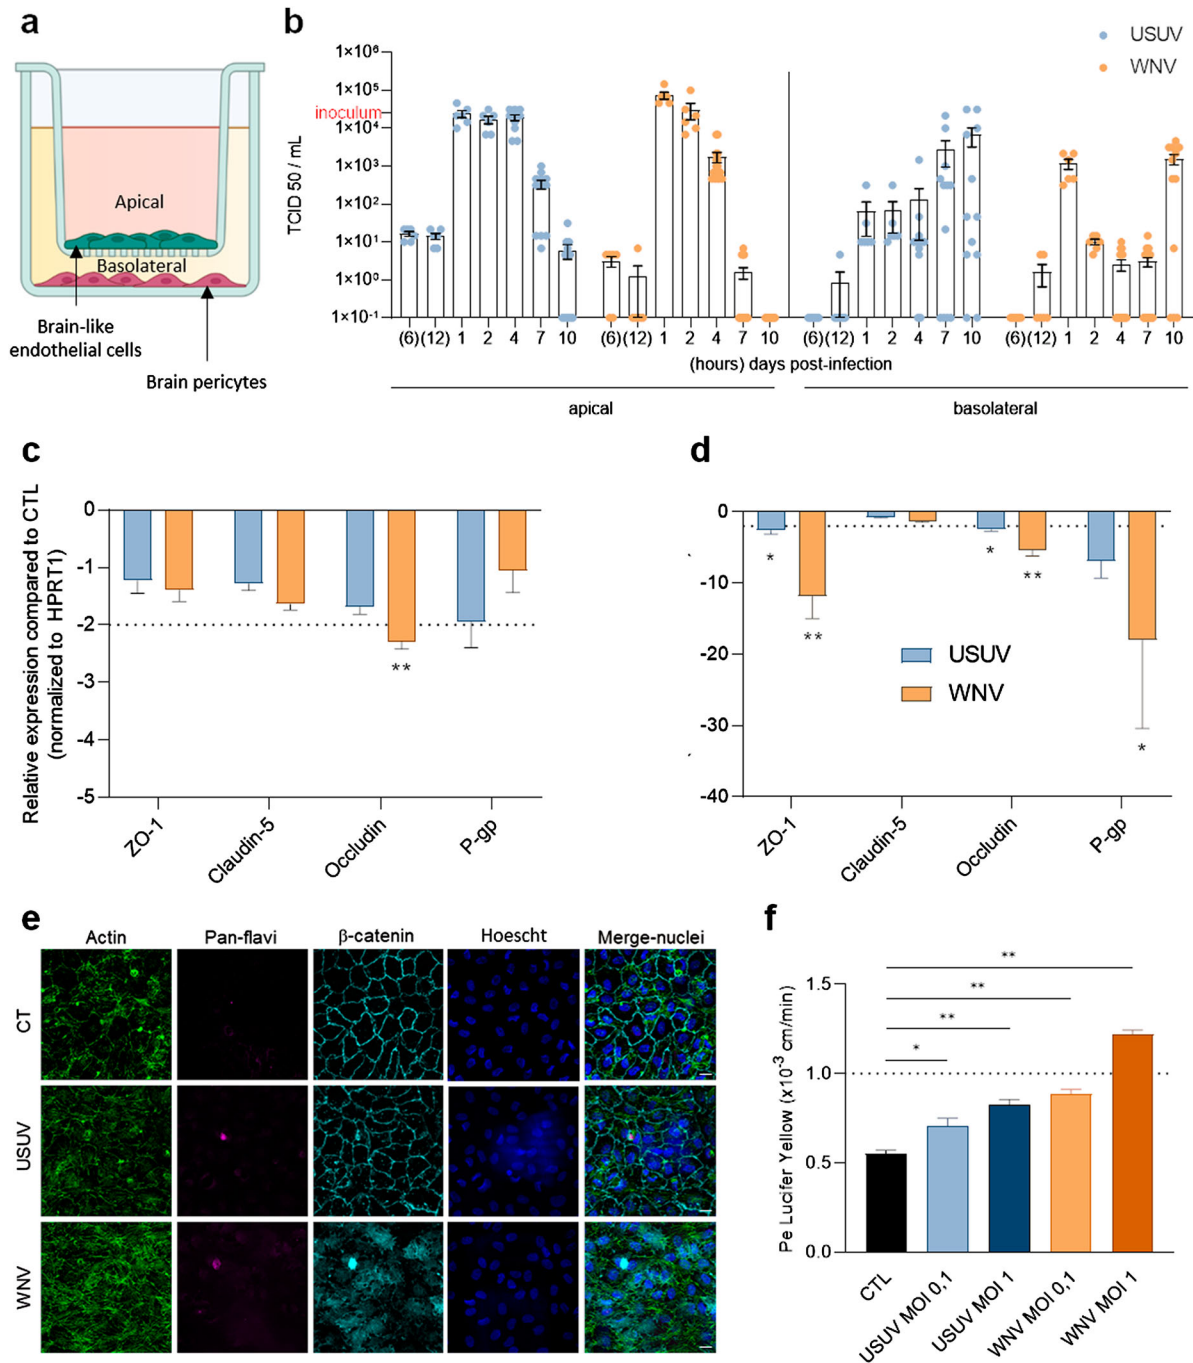 a
Apical
Basolateral
Brain-like
endothelial cells
Brain pericytes
b
USUV
WNV
TCID 50 / mL
1×10⁶
1×10⁵
inoculum
1×10⁴
1×10³
1×10²
1×10¹
1×10⁰
1×10⁻¹
(6)(12) 1 2 4 7 10 (6)(12) 1 2 4 7 10 (6)(12) 1 2 4 7 10 (6)(12) 1 2 4 7 10
(hours) days post-infection
apical basolateral
c
Relative expression compared to CTL
(normalized to HPRT1)
0
-1
-2
-3
-4
-5
**
ZO-1 Claudin-5 Occludin P-gp
d
0
-10
-20
-30
-40
* ** * ** *
USUV
WNV
ZO-1 Claudin-5 Occludin P-gp
e
Actin Pan-flavi β-catenin Hoescht Merge-nuclei
CT
USUV
WNV
f
Pe Lucifer Yellow (x10⁻³ cm/min)
1.5
1.0
0.5
0.0
**
**
**
*
CTL USUV MOI 0,1 USUV MOI 1 WNV MOI 0,1 WNV MOI 1